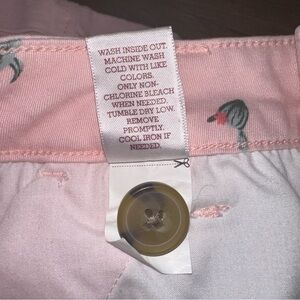 WASH INSIDE OUT.
MACHINE WASH
COLD WITH LIKE
COLORS.
ONLY NON-
CHLORINE BLEACH
WHEN NEEDED.
TUMBLE DRY LOW.
REMOVE
PROMPTLY.
COOL IRON IF
NEEDED.